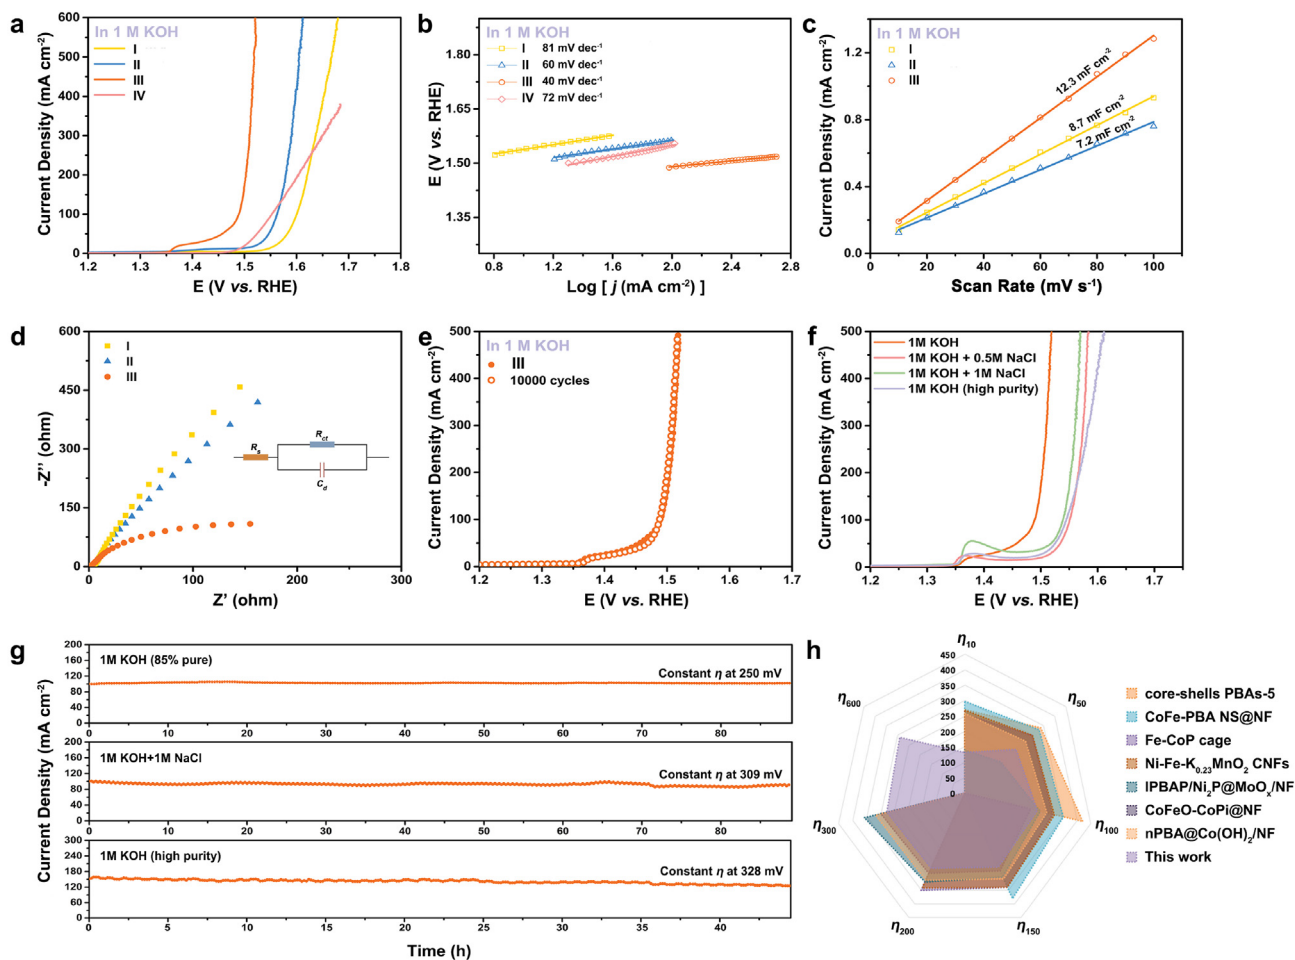 a
In 1 M KOH
I
II
III
IV
600
500
400
300
200
100
0
1.2 1.3 1.4 1.5 1.6 1.7 1.8
Current Density (mA cm⁻²)
E (V vs. RHE)
b
In 1 M KOH
I 81 mV dec⁻¹
II 60 mV dec⁻¹
III 40 mV dec⁻¹
IV 72 mV dec⁻¹
1.80
1.65
1.50
1.35
0.8 1.2 1.6 2.0 2.4 2.8
E (V vs. RHE)
Log [ j (mA cm⁻²) ]
c
In 1 M KOH
I
II
III
12.3 mF cm⁻²
8.7 mF cm⁻²
7.2 mF cm⁻²
1.2
0.8
0.4
0.0
0 20 40 60 80 100
Current Density (mA cm⁻²)
Scan Rate (mV s⁻¹)
d
I
II
III
Rs
Rct
Cd
600
450
300
150
0
0 100 200 300
-Z'' (ohm)
Z' (ohm)
e
In 1 M KOH
III
10000 cycles
500
400
300
200
100
0
1.2 1.3 1.4 1.5 1.6 1.7
Current Density (mA cm⁻²)
E (V vs. RHE)
f
1M KOH
1M KOH + 0.5M NaCl
1M KOH + 1M NaCl
1M KOH (high purity)
500
400
300
200
100
0
1.2 1.3 1.4 1.5 1.6 1.7
Current Density (mA cm⁻²)
E (V vs. RHE)
g
200
160
120
80
40
0
1M KOH (85% pure)
Constant η at 250 mV
0 10 20 30 40 50 60 70 80
200
160
120
80
40
0
1M KOH+1M NaCl
Constant η at 309 mV
0 10 20 30 40 50 60 70 80
300
240
180
120
60
0
1M KOH (high purity)
Constant η at 328 mV
0 5 10 15 20 25 30 35 40
Current Density (mA cm⁻²)
Time (h)
h
η10
η50
η100
η150
η200
η300
η600
450
400
350
300
250
200
150
100
50
0
core-shells PBAs-5
CoFe-PBA NS@NF
Fe-CoP cage
Ni-Fe-K0.23MnO2 CNFs
IPBAP/Ni2P@MoOx/NF
CoFeO-CoPi@NF
nPBA@Co(OH)2/NF
This work